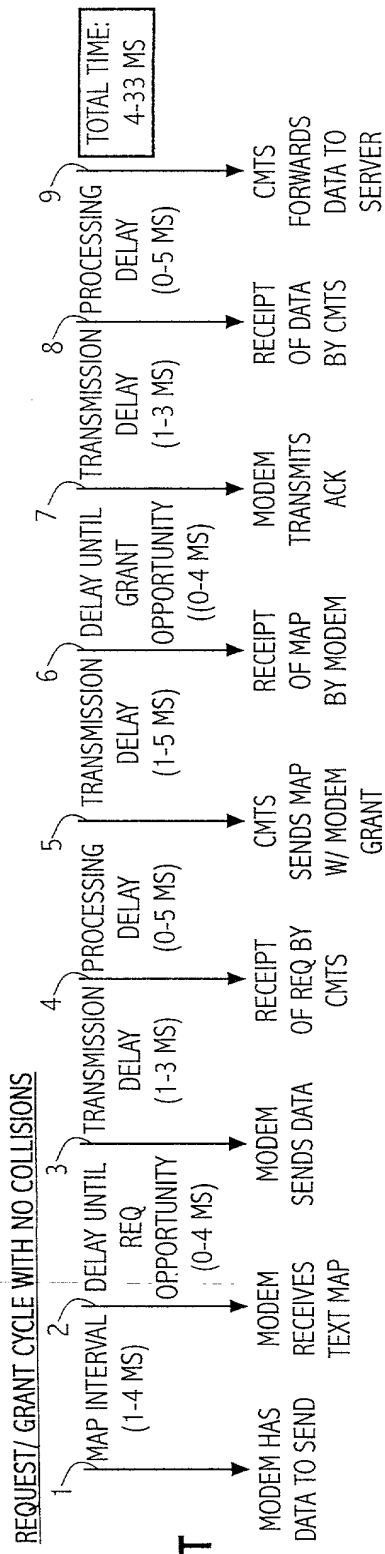 REQUEST/ GRANT CYCLE WITH NO COLLISIONS
1
MAP INTERVAL
(1-4 MS)
2
DELAY UNTIL
REQ
OPPORTUNITY
(0-4 MS)
3
TRANSMISSION
DELAY
(1-3 MS)
4
PROCESSING
DELAY
(0-5 MS)
5
TRANSMISSION
DELAY
(1-5 MS)
6
DELAY UNTIL
GRANT
OPPORTUNITY
((0-4 MS)
7
TRANSMISSION
DELAY
(1-3 MS)
8
PROCESSING
DELAY
(0-5 MS)
9
TOTAL TIME:
4-33 MS
T
MODEM HAS
DATA TO SEND
MODEM
RECEIVES
TEXT MAP
MODEM
SENDS DATA
RECEIPT
OF REQ BY
CMTS
CMTS
SENDS MAP
W/ MODEM
GRANT
RECEIPT
OF MAP
BY MODEM
MODEM
TRANSMITS
ACK
RECEIPT
OF DATA
BY CMTS
CMTS
FORWARDS
DATA TO
SERVER